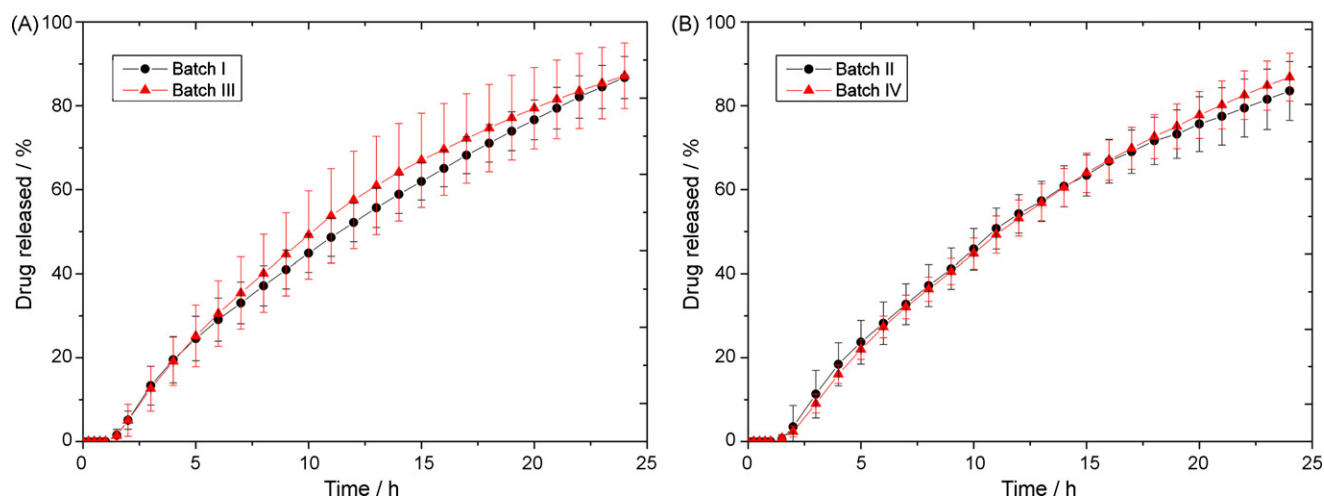 (A)
100
80
60
40
20
0
Drug released / %
Batch I
Batch III
0 5 10 15 20 25
Time / h
(B)
100
80
60
40
20
0
Drug released / %
Batch II
Batch IV
0 5 10 15 20 25
Time / h